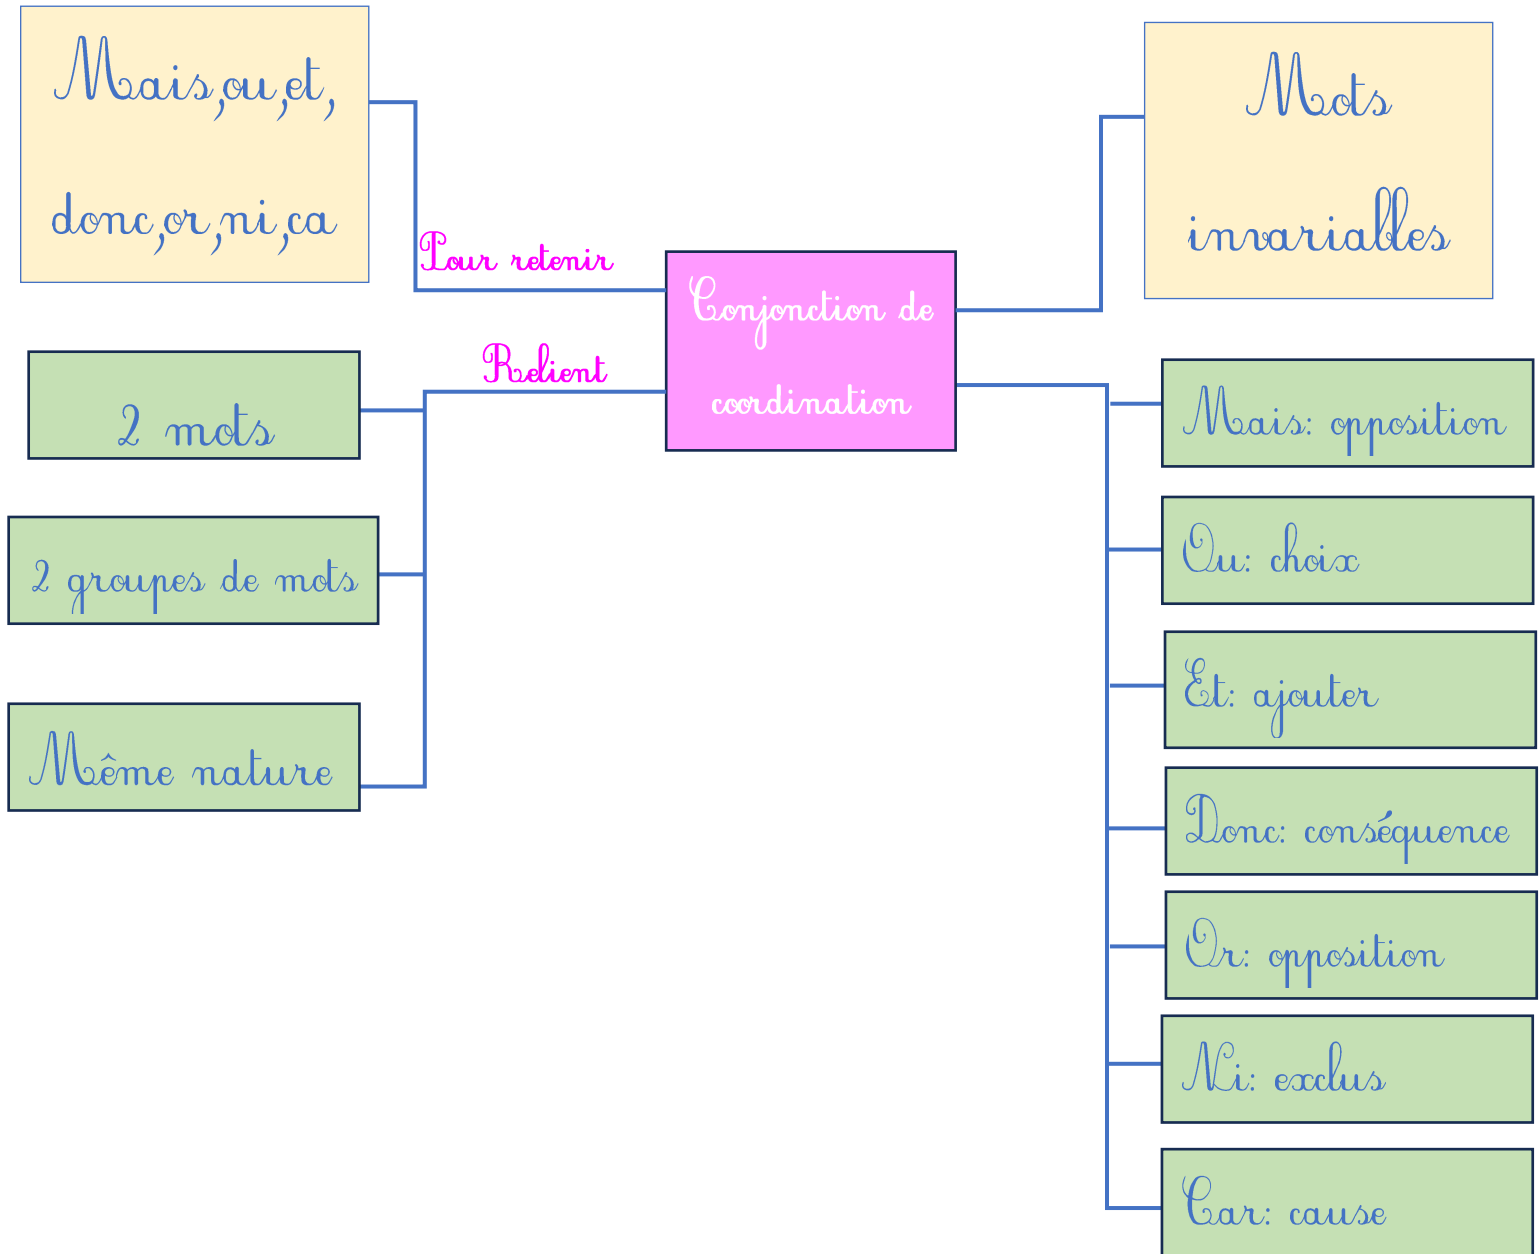 Mais,ou,et,
donc,or,ni,ca
Pour retenir
Relient
2 mots
2 groupes de mots
Même nature
Conjonction de
coordination
Mots
invariables
Mais: opposition
Ou: choix
Et: ajouter
Donc: conséquence
Or: opposition
Ni: exclus
Car: cause